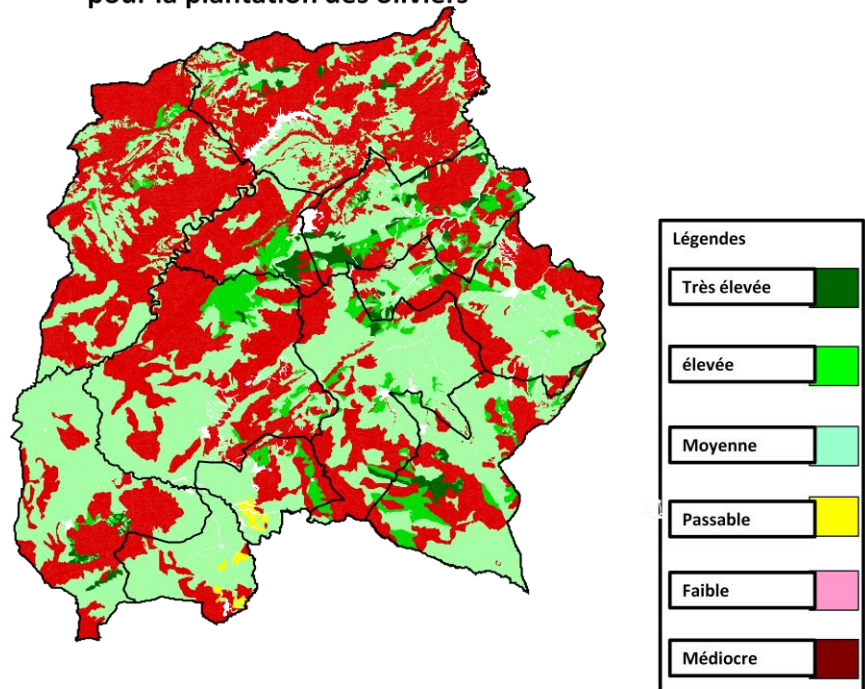 pour la plantation des oliviers
Légendes
Très élevée
élevée
Moyenne
Passable
Faible
Médiocre